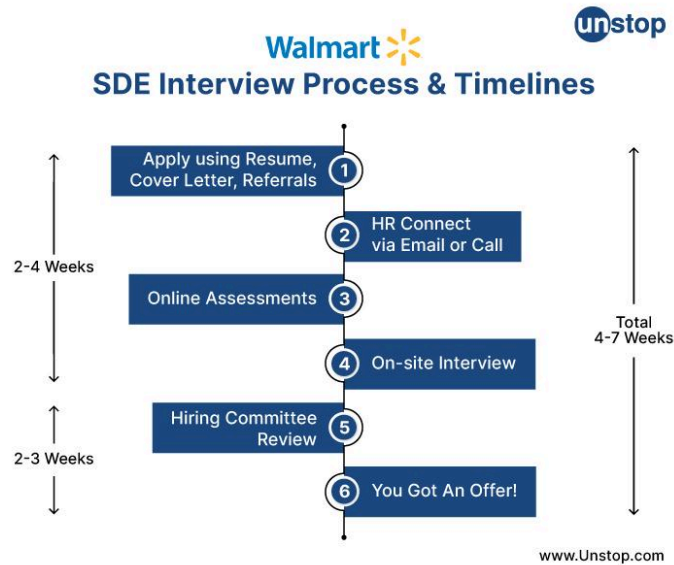 unstop
Walmart
SDE Interview Process & Timelines
Apply using Resume,
Cover Letter, Referrals
1
2
HR Connect
via Email or Call
2-4 Weeks
Online Assessments
3
Total
4-7 Weeks
4
On-site Interview
Hiring Committee
Review
5
2-3 Weeks
6
You Got An Offer!
www.Unstop.com